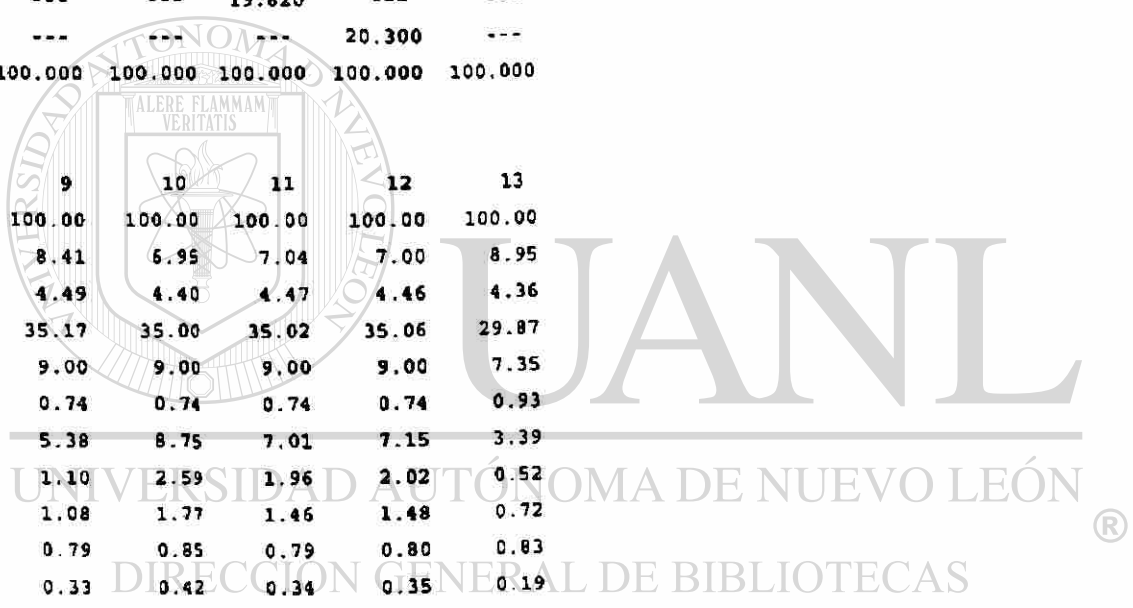 --- --- 19.820 --- ---
--- --- --- 20.300 ---
100.000 100.000 100.000 100.000 100.000
9 10 11 12 13
100.00 100.00 100.00 100.00 100.00
8.41 6.95 7.04 7.00 8.95
4.49 4.40 4.47 4.46 4.36
35.17 35.00 35.02 35.06 29.87
9.00 9.00 9.00 9.00 7.35
0.74 0.74 0.74 0.74 0.93
5.38 8.75 7.01 7.15 3.39
1.10 2.59 1.96 2.02 0.52
1.08 1.77 1.46 1.48 0.72
0.79 0.85 0.79 0.80 0.83
0.33 0.42 0.34 0.35 0.19
UNIVERSIDAD AUTONOMA DE NUEVO LEON
ALERE FLAMMAM
VERITATIS
UANL
UNIVERSIDAD AUTÓNOMA DE NUEVO LEÓN
®
DIRECCIÓN GENERAL DE BIBLIOTECAS